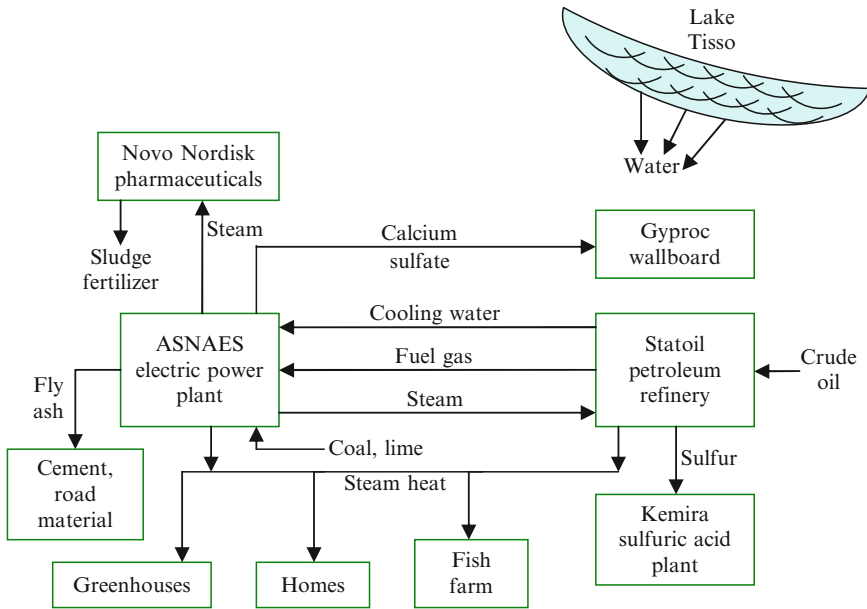 Lake
Tisso
Water
Novo Nordisk
pharmaceuticals
Steam
Sludge
fertilizer
Calcium
sulfate
Gyproc
wallboard
Cooling water
ASNAES
electric power
plant
Fuel gas
Statoil
petroleum
refinery
Crude
oil
Fly
ash
Steam
Coal, lime
Cement,
road
material
Steam heat
Sulfur
Kemira
sulfuric acid
plant
Greenhouses
Homes
Fish
farm